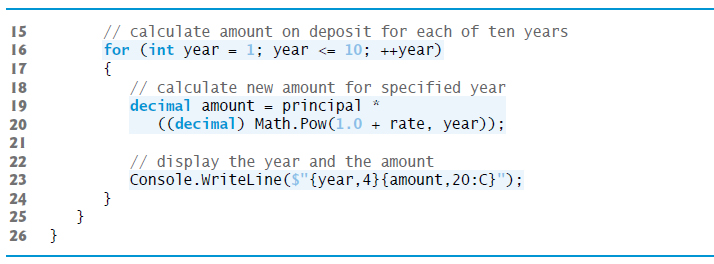 15 // calculate amount on deposit for each of ten years
16 for (int year = 1; year <= 10; ++year)
17 {
18 // calculate new amount for specified year
19 decimal amount = principal *
20 ((decimal) Math.Pow(1.0 + rate, year));
21
22 // display the year and the amount
23 Console.WriteLine($"{year,4}{amount,20:C}");
24 }
25 }
26 }